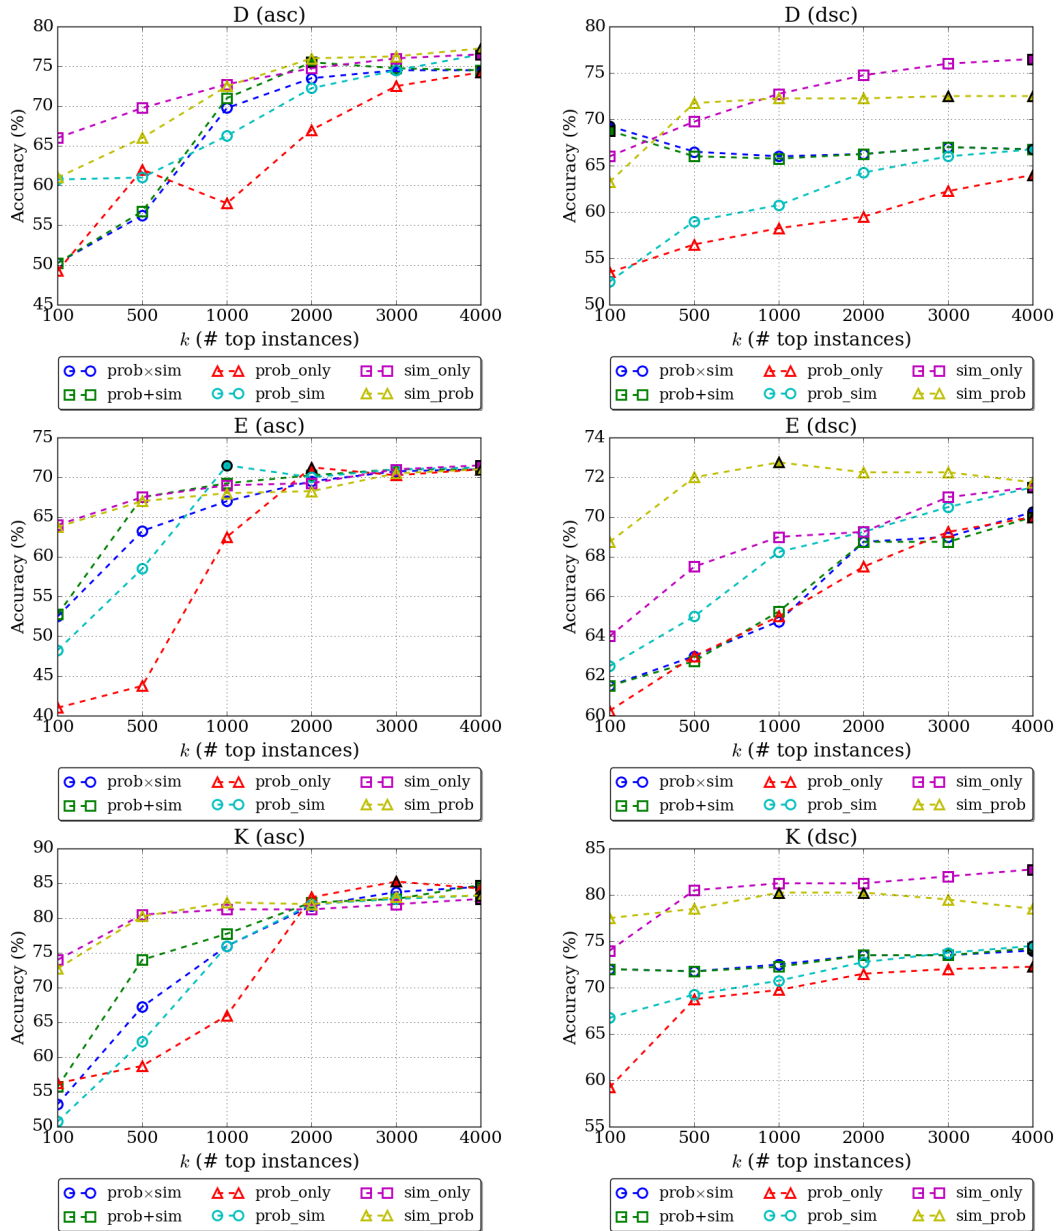 D (asc)
Accuracy (%)
80
75
70
65
60
55
50
45
100 500 1000 2000 3000 4000
k (# top instances)
prob×sim prob_only sim_only
prob+sim prob_sim sim_prob
D (dsc)
Accuracy (%)
80
75
70
65
60
55
50
100 500 1000 2000 3000 4000
k (# top instances)
prob×sim prob_only sim_only
prob+sim prob_sim sim_prob
E (asc)
Accuracy (%)
75
70
65
60
55
50
45
40
100 500 1000 2000 3000 4000
k (# top instances)
prob×sim prob_only sim_only
prob+sim prob_sim sim_prob
E (dsc)
Accuracy (%)
74
72
70
68
66
64
62
60
100 500 1000 2000 3000 4000
k (# top instances)
prob×sim prob_only sim_only
prob+sim prob_sim sim_prob
K (asc)
Accuracy (%)
90
85
80
75
70
65
60
55
50
100 500 1000 2000 3000 4000
k (# top instances)
prob×sim prob_only sim_only
prob+sim prob_sim sim_prob
K (dsc)
Accuracy (%)
85
80
75
70
65
60
55
100 500 1000 2000 3000 4000
k (# top instances)
prob×sim prob_only sim_only
prob+sim prob_sim sim_prob